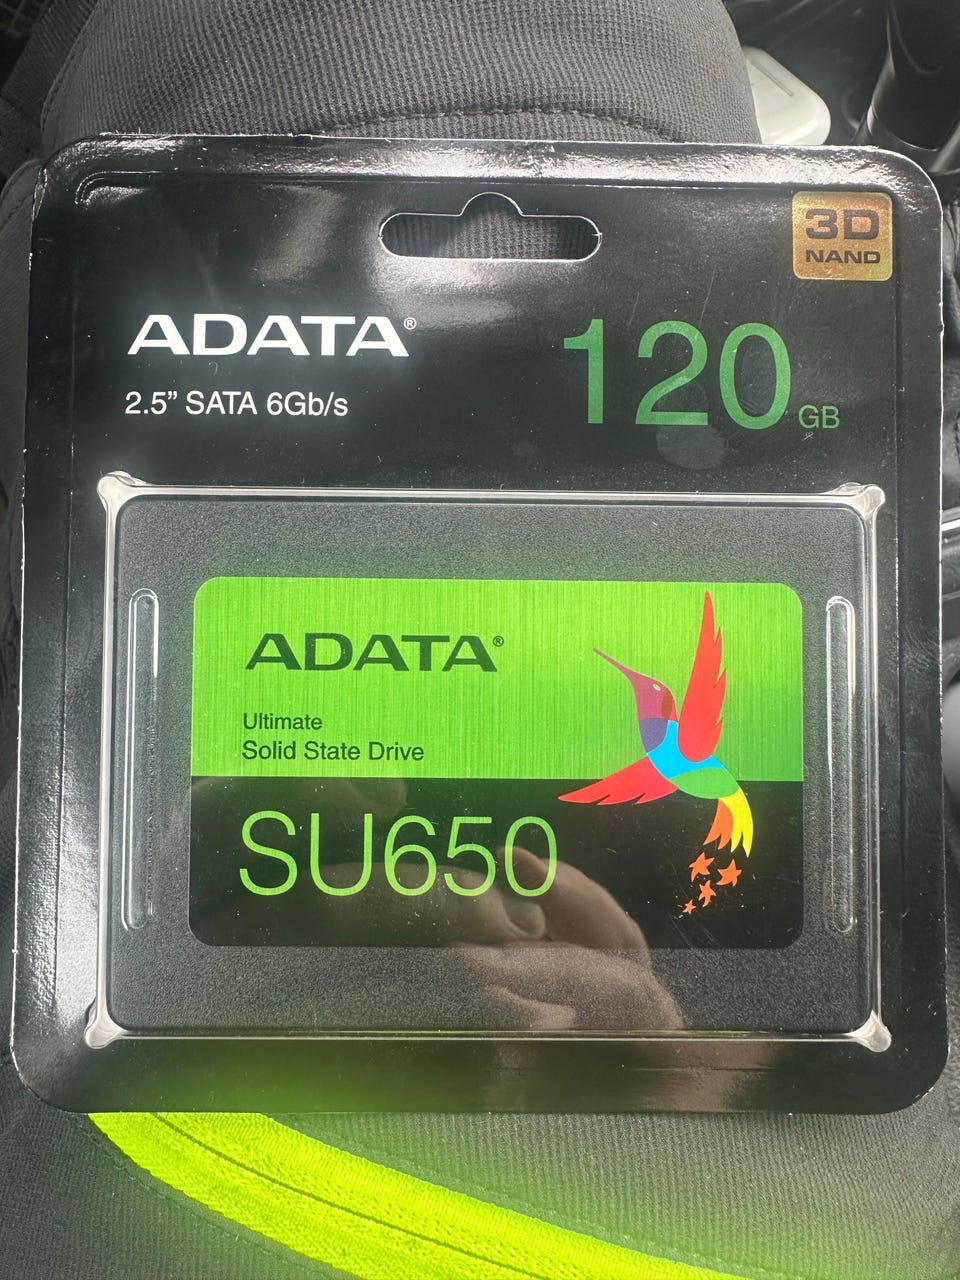 3D
NAND
ADATA®
120 GB
2.5” SATA 6Gb/s
ADATA®
Ultimate
Solid State Drive
SU650